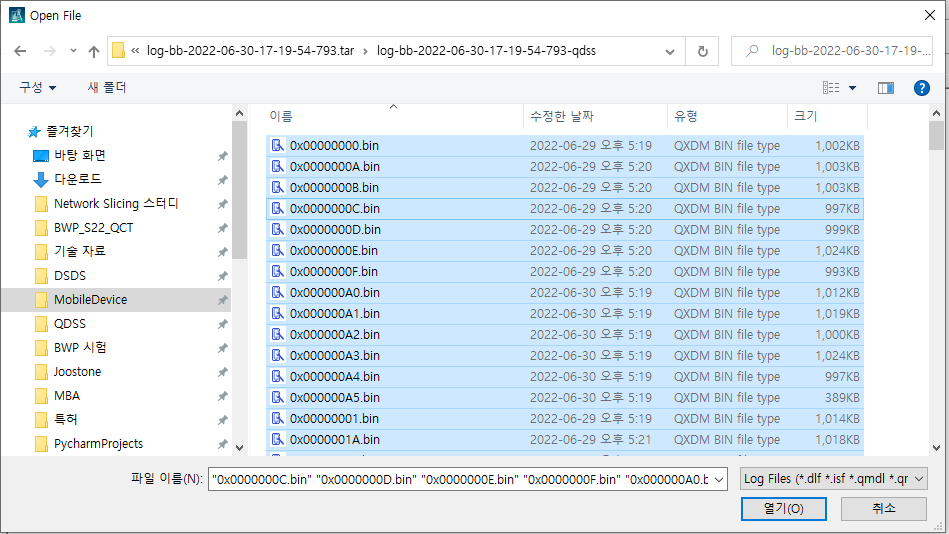 Open File
« log-bb-2022-06-30-17-19-54-793.tar › log-bb-2022-06-30-17-19-54-793-qdss
log-bb-2022-06-30-17-19-...
구성 새 폴더
이름 수정한 날짜 유형 크기
즐겨찾기
바탕 화면
다운로드
Network Slicing 스터디
BWP_S22_QCT
기술 자료
DSDS
MobileDevice
QDSS
BWP 시험
Joostone
MBA
특허
PycharmProjects
0x00000000.bin 2022-06-29 오후 5:19 QXDM BIN file type 1,002KB
0x0000000A.bin 2022-06-29 오후 5:20 QXDM BIN file type 1,003KB
0x0000000B.bin 2022-06-29 오후 5:20 QXDM BIN file type 1,003KB
0x0000000C.bin 2022-06-29 오후 5:20 QXDM BIN file type 997KB
0x0000000D.bin 2022-06-29 오후 5:20 QXDM BIN file type 999KB
0x0000000E.bin 2022-06-29 오후 5:20 QXDM BIN file type 1,024KB
0x0000000F.bin 2022-06-29 오후 5:20 QXDM BIN file type 993KB
0x000000A0.bin 2022-06-30 오후 5:19 QXDM BIN file type 1,012KB
0x000000A1.bin 2022-06-30 오후 5:19 QXDM BIN file type 1,019KB
0x000000A2.bin 2022-06-30 오후 5:19 QXDM BIN file type 1,000KB
0x000000A3.bin 2022-06-30 오후 5:19 QXDM BIN file type 1,024KB
0x000000A4.bin 2022-06-30 오후 5:19 QXDM BIN file type 997KB
0x000000A5.bin 2022-06-30 오후 5:19 QXDM BIN file type 389KB
0x00000001.bin 2022-06-29 오후 5:19 QXDM BIN file type 1,014KB
0x0000001A.bin 2022-06-29 오후 5:21 QXDM BIN file type 1,018KB
파일 이름(N): "0x0000000C.bin" "0x0000000D.bin" "0x0000000E.bin" "0x0000000F.bin" "0x000000A0.b
Log Files (*.dlf *.isf *.qmdl *.qr
열기(O) 취소